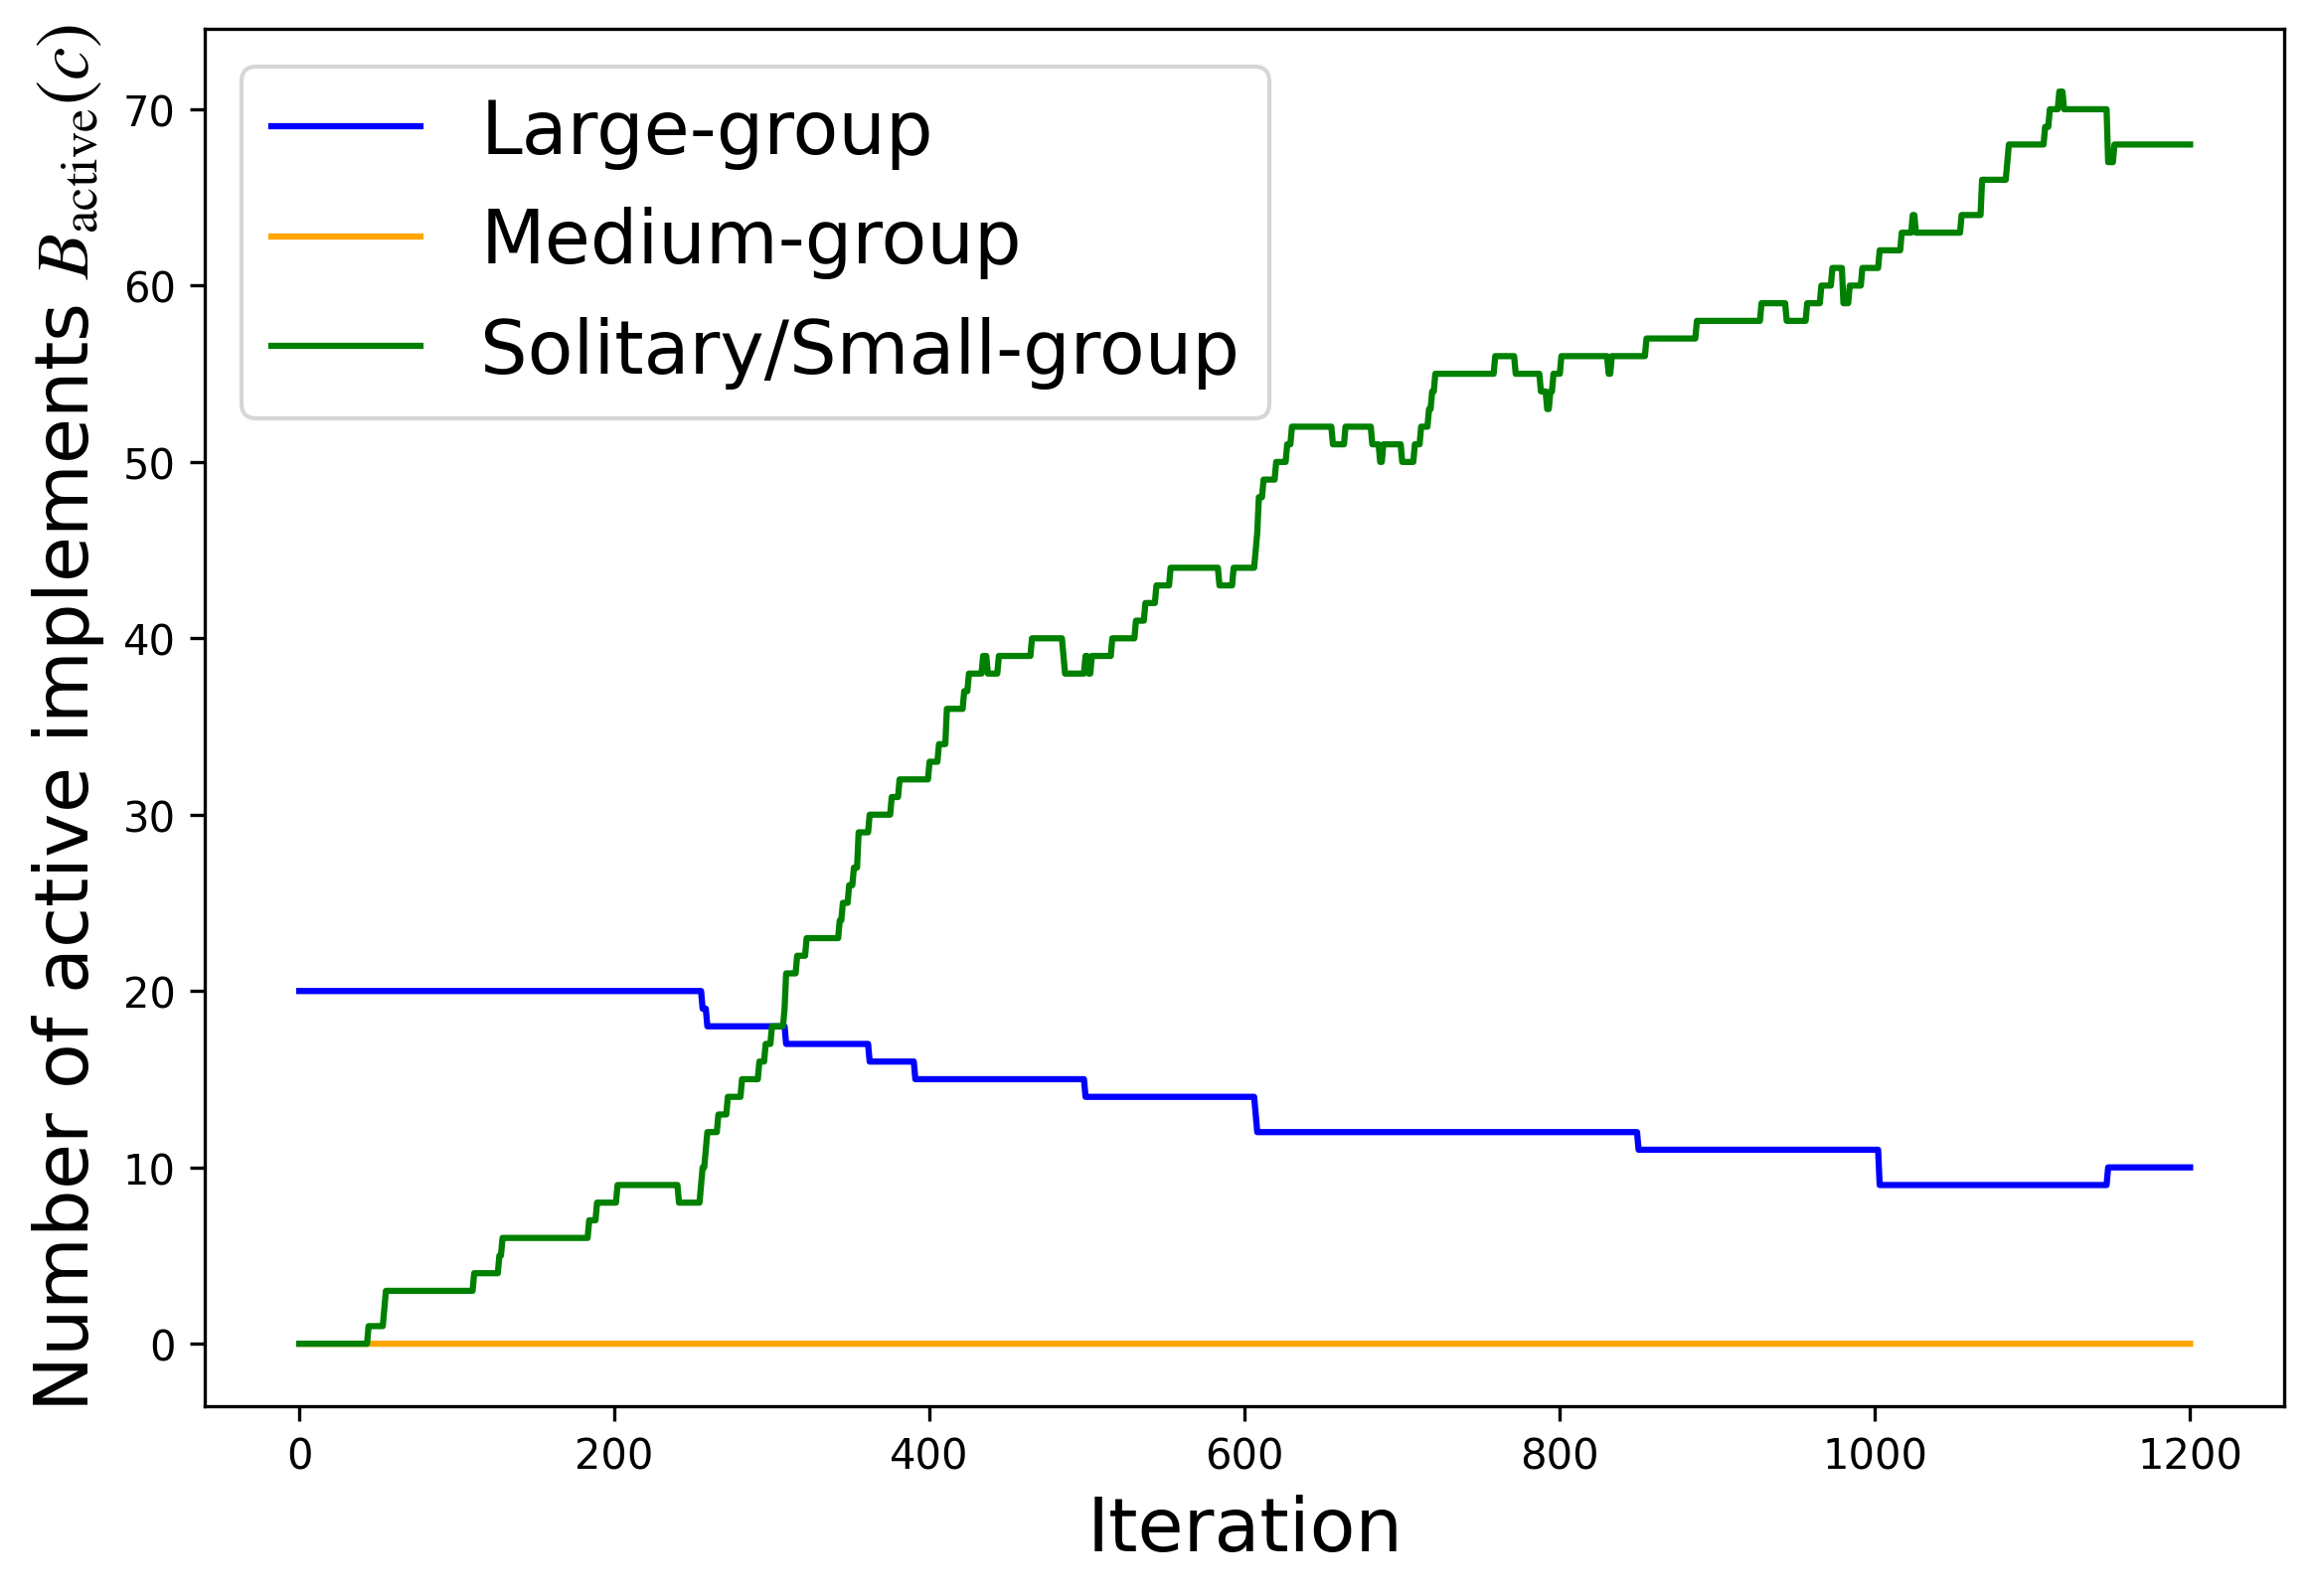 Number of active implements B_active(c)
70
60
50
40
30
20
10
0
Large-group
Medium-group
Solitary/Small-group
0 200 400 600 800 1000 1200
Iteration